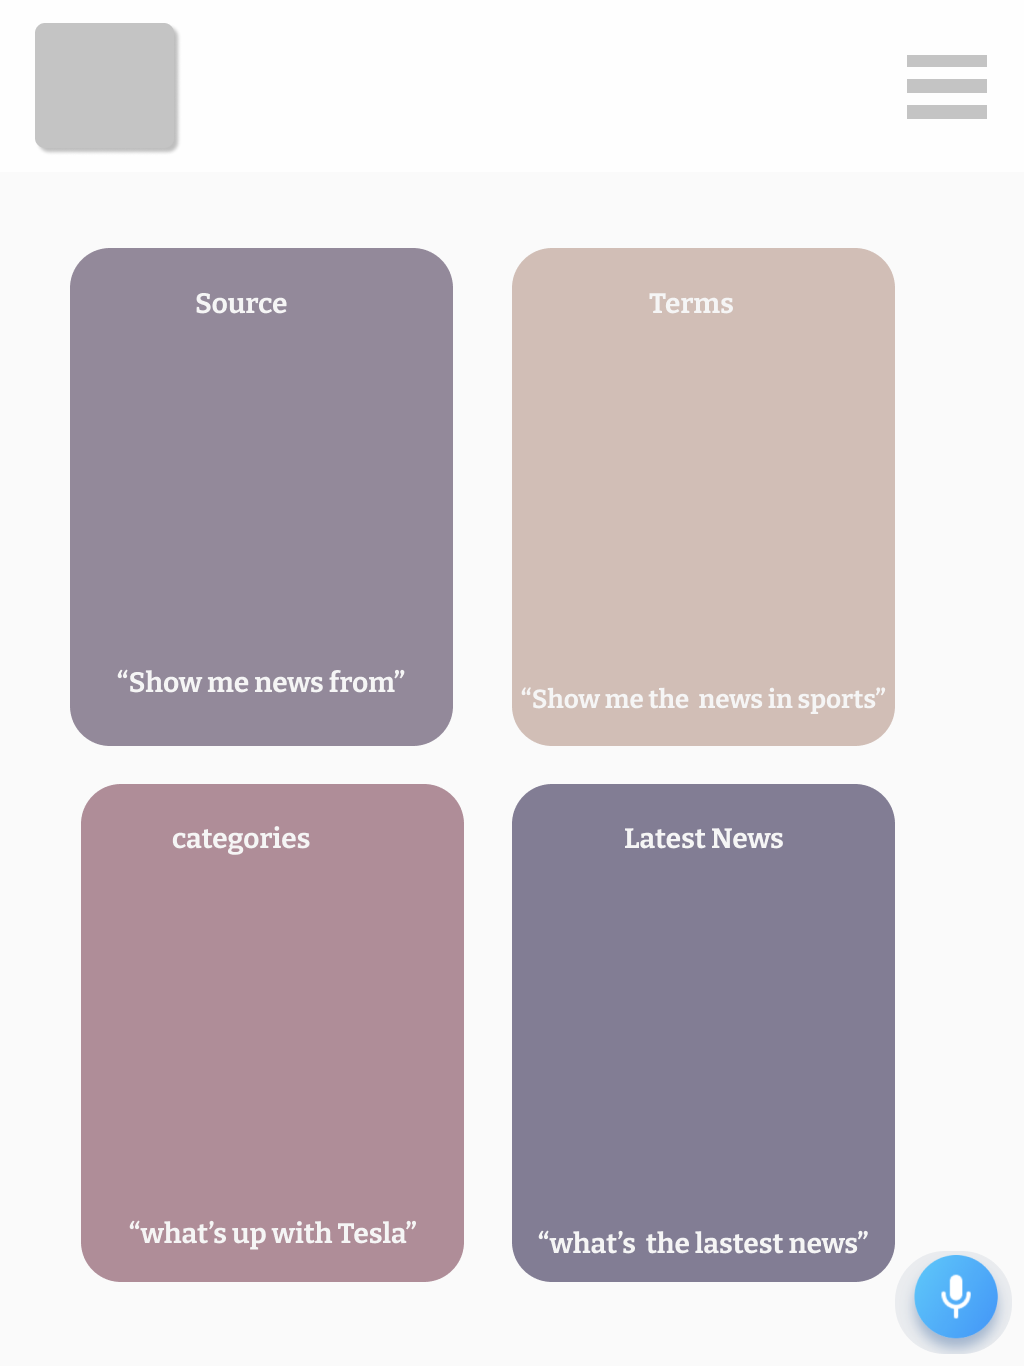 Source
Terms
“Show me news from”
“Show me the  news in sports”
categories
Latest News
“what’s up with Tesla”
“what’s  the lastest news”